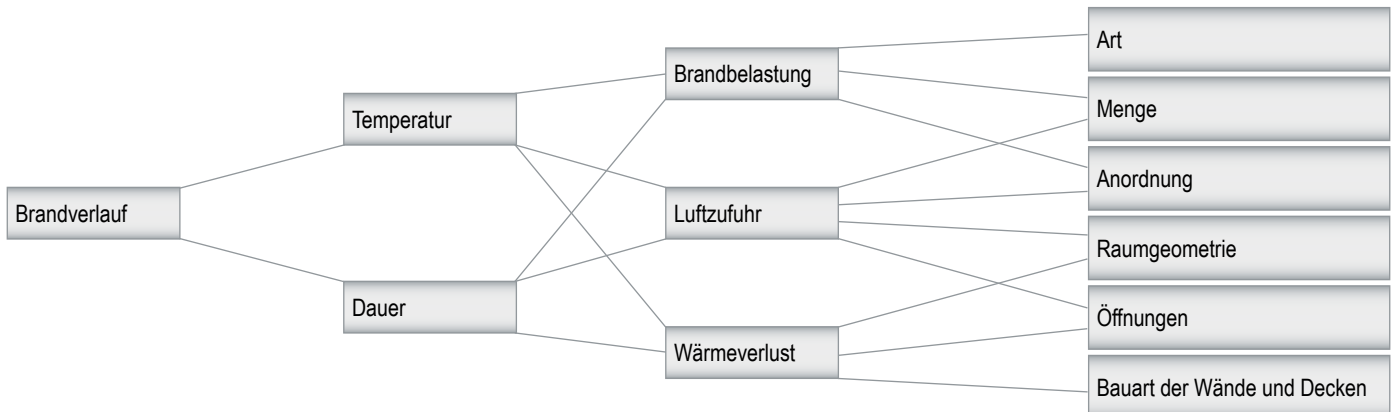 Brandverlauf
Temperatur
Dauer
Brandbelastung
Luftzufuhr
Wärmeverlust
Art
Menge
Anordnung
Raumgeometrie
Öffnungen
Bauart der Wände und Decken